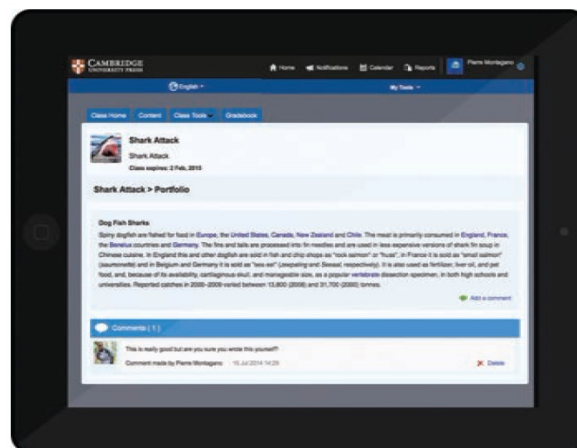 CAMBRIDGE
UNIVERSITY PRESS
Home Notifications Calendar Reports Pierre Montagano
English My Tools
Class Home Content Class Tools Gradebook
Shark Attack
Shark Attack
Class expires: 2 Feb, 2015
Shark Attack > Portfolio
Dog Fish Sharks
Spiny dogfish are fished for food in Europe, the United States, Canada, New Zealand and Chile. The meat is primarily consumed in England, France,
the Benelux countries and Germany. The fins and tails are processed into fin needles and are used in less expensive versions of shark fin soup in
Chinese cuisine. In England this and other dogfish are sold in fish and chip shops as "rock salmon" or "huss", in France it is sold as "small salmon"
(saumonette) and in Belgium and Germany it is sold as "sea eel" (zeepaling and Seeaal, respectively). It is also used as fertilizer, liver oil, and pet
food, and, because of its availability, cartilaginous skull, and manageable size, as a popular vertebrate dissection specimen, in both high schools and
universities. Reported catches in 2000–2009 varied between 13,800 (2008) and 31,700 (2000) tonnes.
Add a comment
Comments ( 1 )
This is really good but are you sure you wrote this yourself?
Comment made by Pierre Montagano 15 Jul 2014 14:29 Delete